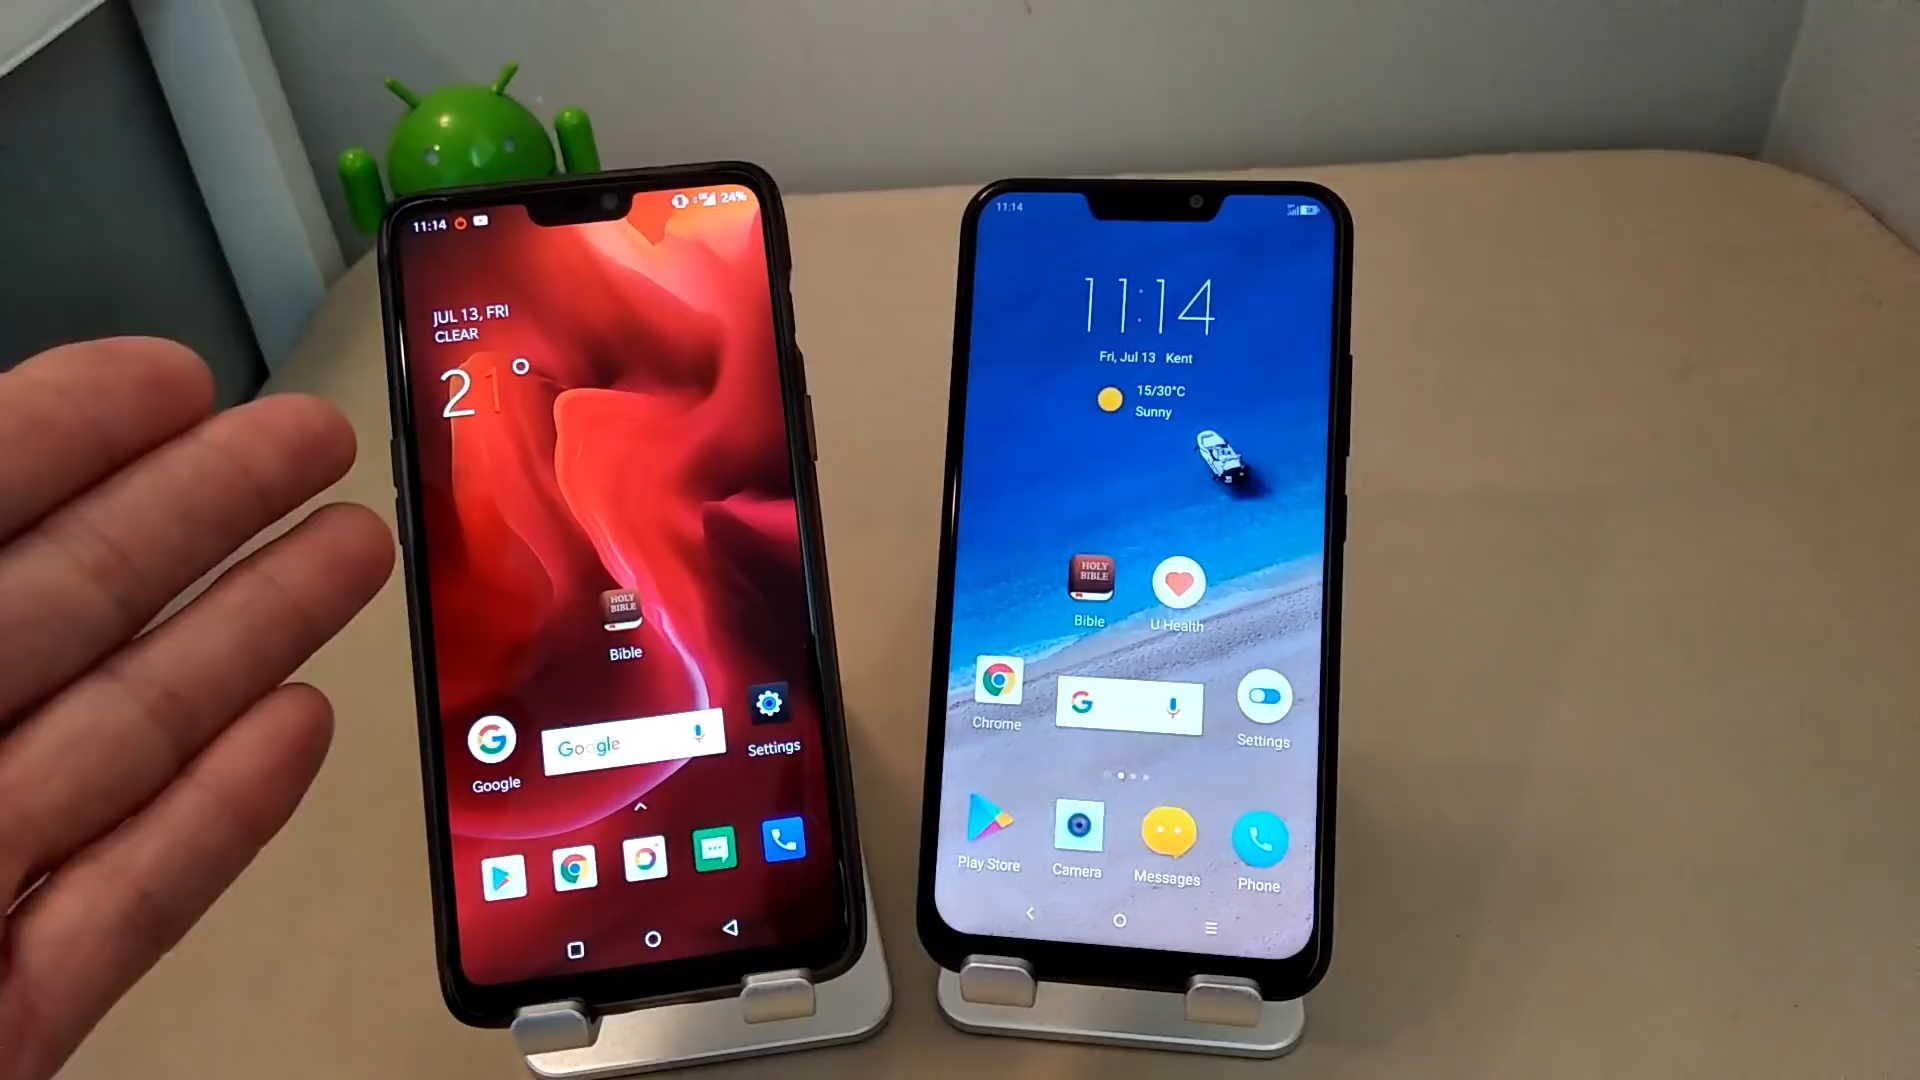 11:14
24%
JUL 13, FRI
CLEAR
21°
HOLY
BIBLE
Bible
Google
Settings
Google
11:14
11:14
Fri, Jul 13 Kent
15/30°C
Sunny
HOLY
BIBLE
Bible
U Health
Chrome
G
Settings
Play Store
Camera
Messages
Phone